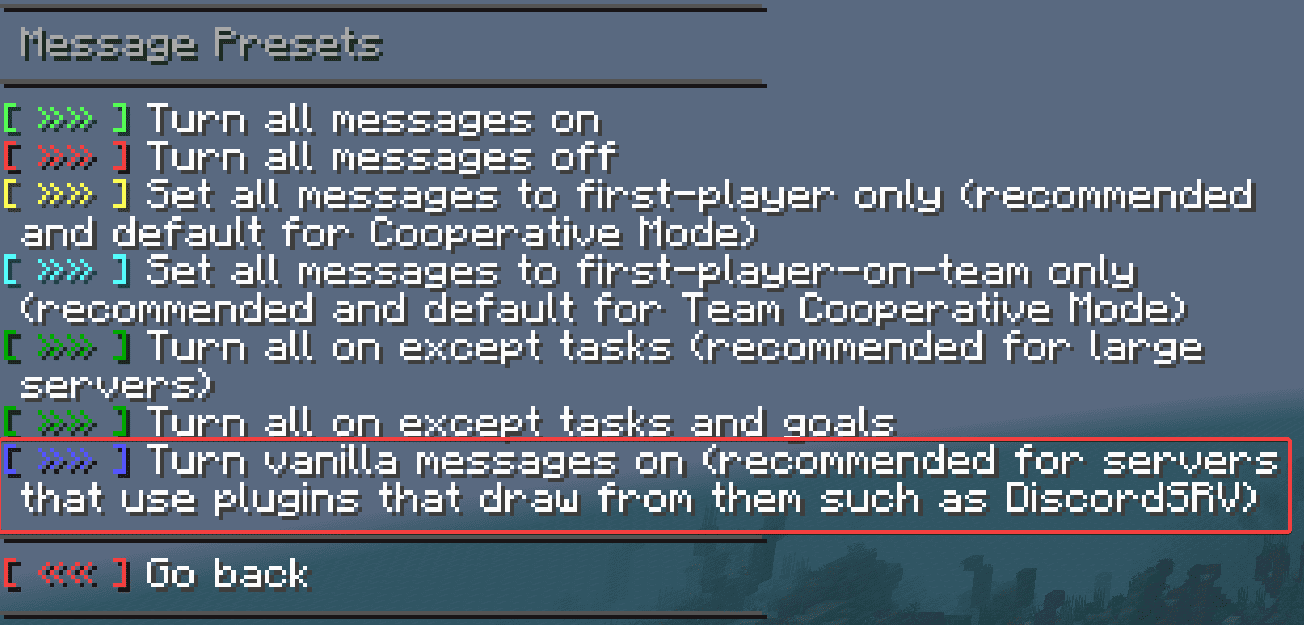 Message Presets
[ >>>> ] Turn all messages on
[ >>>> ] Turn all messages off
[ >>>> ] Set all messages to first-player only (recommended
and default for Cooperative Mode)
[ >>>> ] Set all messages to first-player-on-team only
(recommended and default for Team Cooperative Mode)
[ >>>> ] Turn all on except tasks (recommended for large
servers)
[ >>>> ] Turn all on except tasks and goals
[ >>>> ] Turn vanilla messages on (recommended for servers
that use plugins that draw from them such as DiscordSRV)
[ <<<< ] Go back